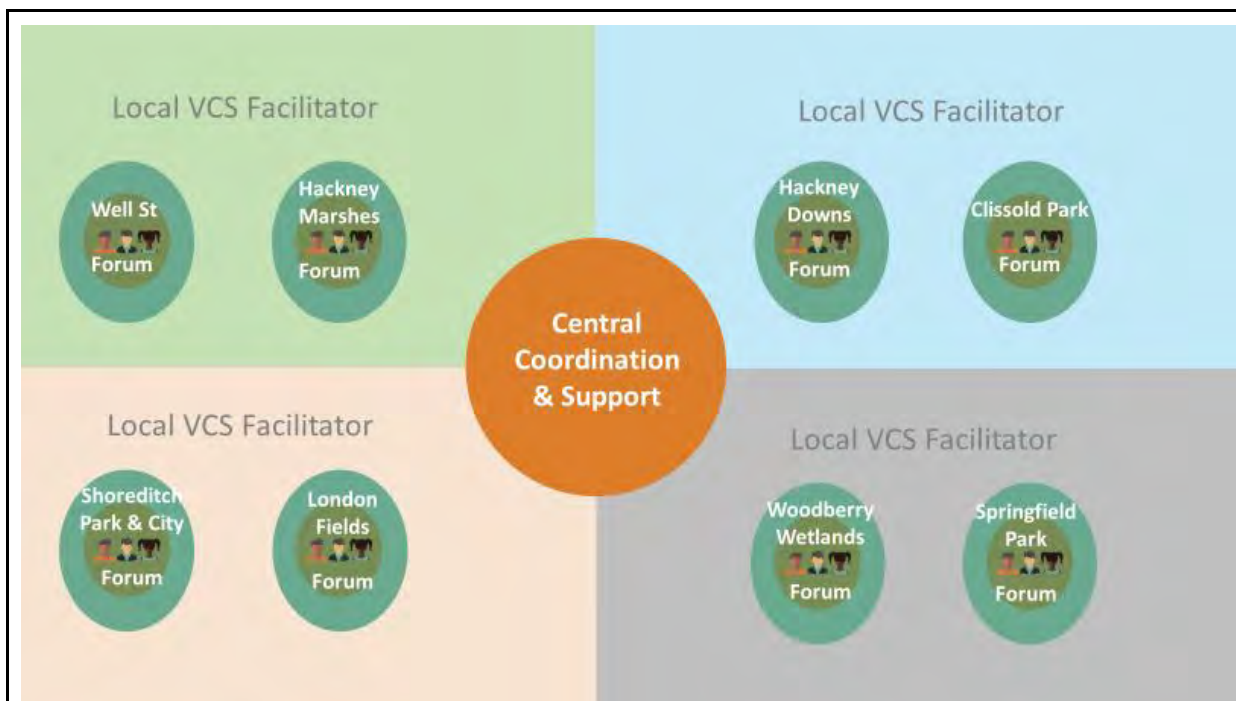 Local VCS Facilitator
Well St
Forum
Hackney
Marshes
Forum
Local VCS Facilitator
Hackney
Downs
Forum
Clissold Park
Forum
Central
Coordination
& Support
Local VCS Facilitator
Shoreditch
Park & City
Forum
London
Fields
Forum
Local VCS Facilitator
Woodberry
Wetlands
Forum
Springfield
Park
Forum